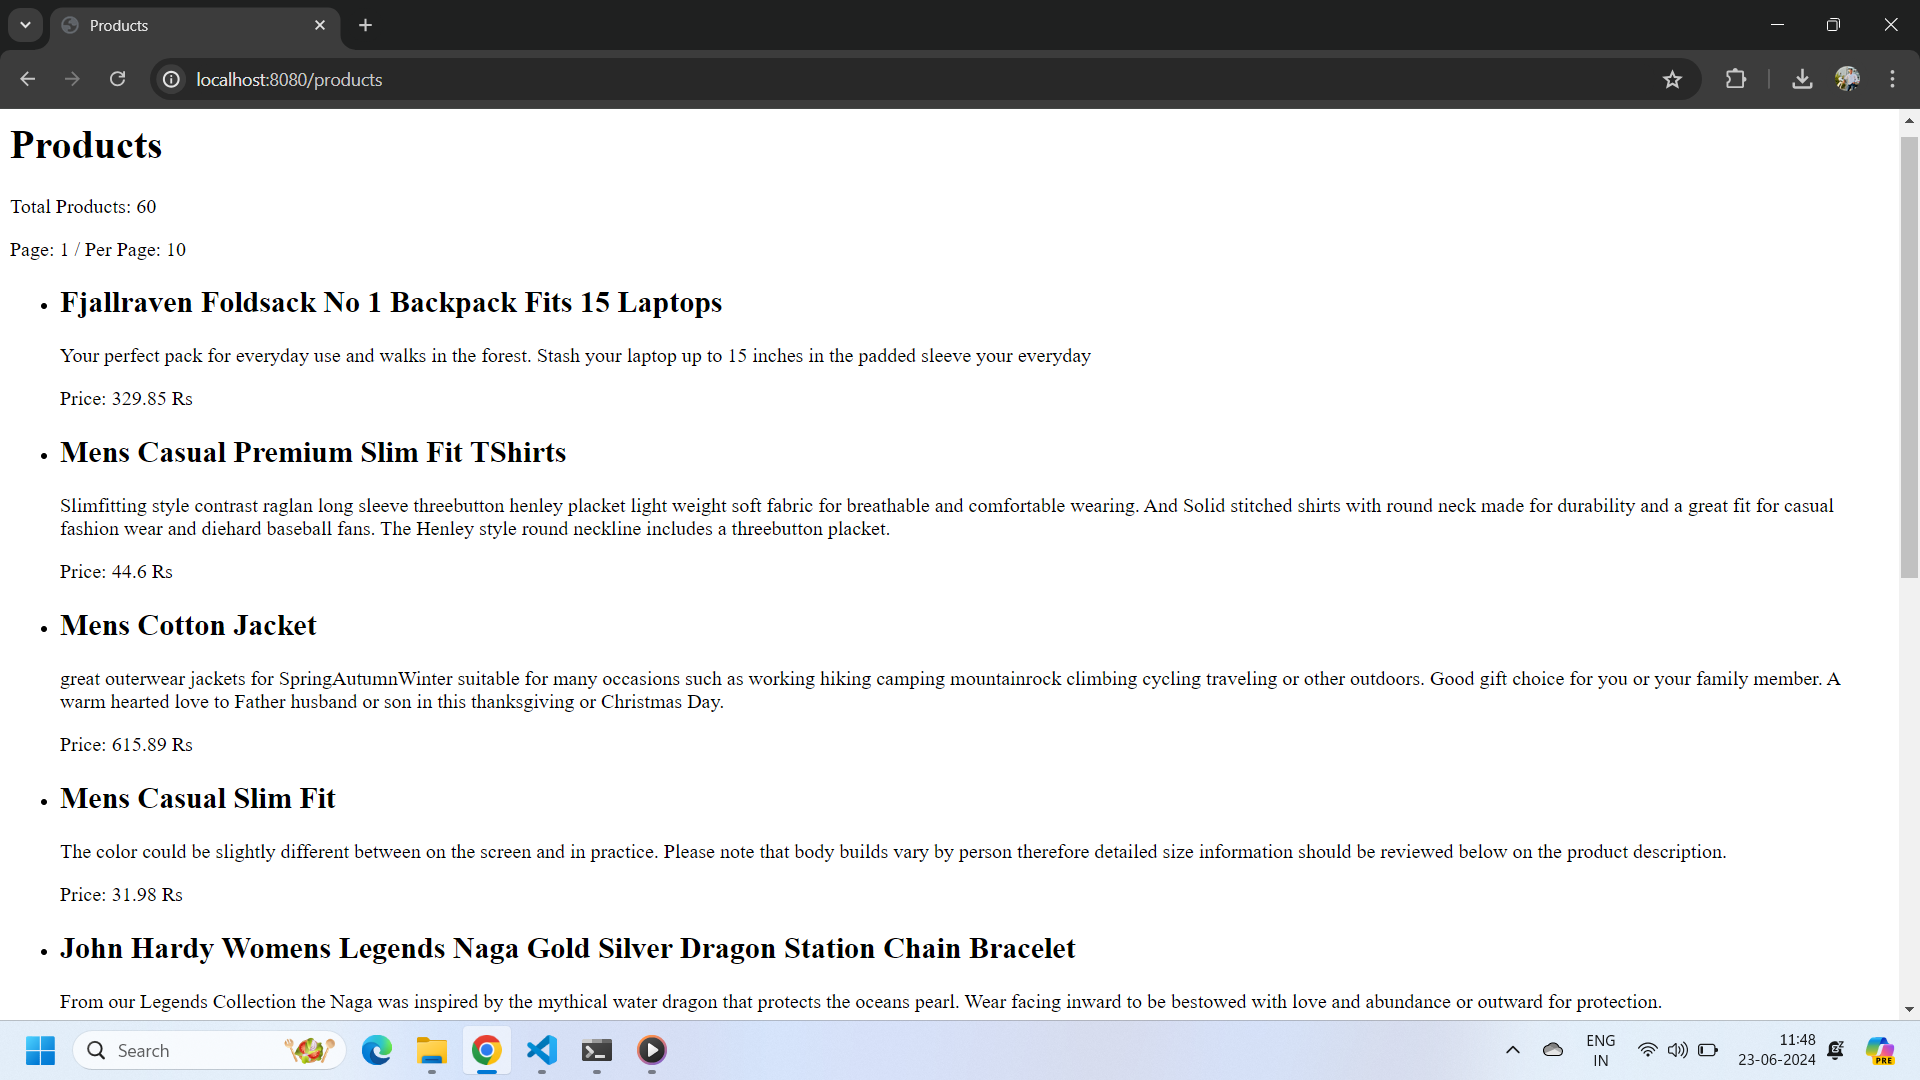 Products
localhost:8080/products
Products
Total Products: 60
Page: 1 / Per Page: 10
Fjallraven Foldsack No 1 Backpack Fits 15 Laptops
Your perfect pack for everyday use and walks in the forest. Stash your laptop up to 15 inches in the padded sleeve your everyday
Price: 329.85 Rs
Mens Casual Premium Slim Fit TShirts
Slimfitting style contrast raglan long sleeve threebutton henley placket light weight soft fabric for breathable and comfortable wearing. And Solid stitched shirts with round neck made for durability and a great fit for casual
fashion wear and diehard baseball fans. The Henley style round neckline includes a threebutton placket.
Price: 44.6 Rs
Mens Cotton Jacket
great outerwear jackets for SpringAutumnWinter suitable for many occasions such as working hiking camping mountainrock climbing cycling traveling or other outdoors. Good gift choice for you or your family member. A
warm hearted love to Father husband or son in this thanksgiving or Christmas Day.
Price: 615.89 Rs
Mens Casual Slim Fit
The color could be slightly different between on the screen and in practice. Please note that body builds vary by person therefore detailed size information should be reviewed below on the product description.
Price: 31.98 Rs
John Hardy Womens Legends Naga Gold Silver Dragon Station Chain Bracelet
From our Legends Collection the Naga was inspired by the mythical water dragon that protects the oceans pearl. Wear facing inward to be bestowed with love and abundance or outward for protection.
Search
ENG
IN
11:48
23-06-2024
PRE